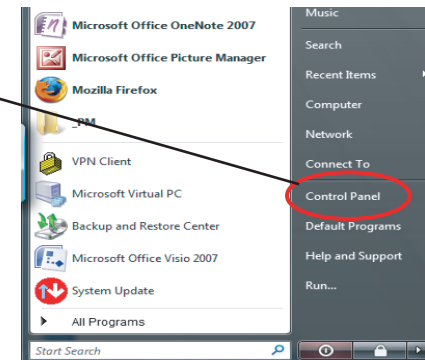 Microsoft Office OneNote 2007
Microsoft Office Picture Manager
Mozilla Firefox
_PM
VPN Client
Microsoft Virtual PC
Backup and Restore Center
Microsoft Office Visio 2007
System Update
All Programs
Start Search
Music
Search
Recent Items
Computer
Network
Connect To
Control Panel
Default Programs
Help and Support
Run...